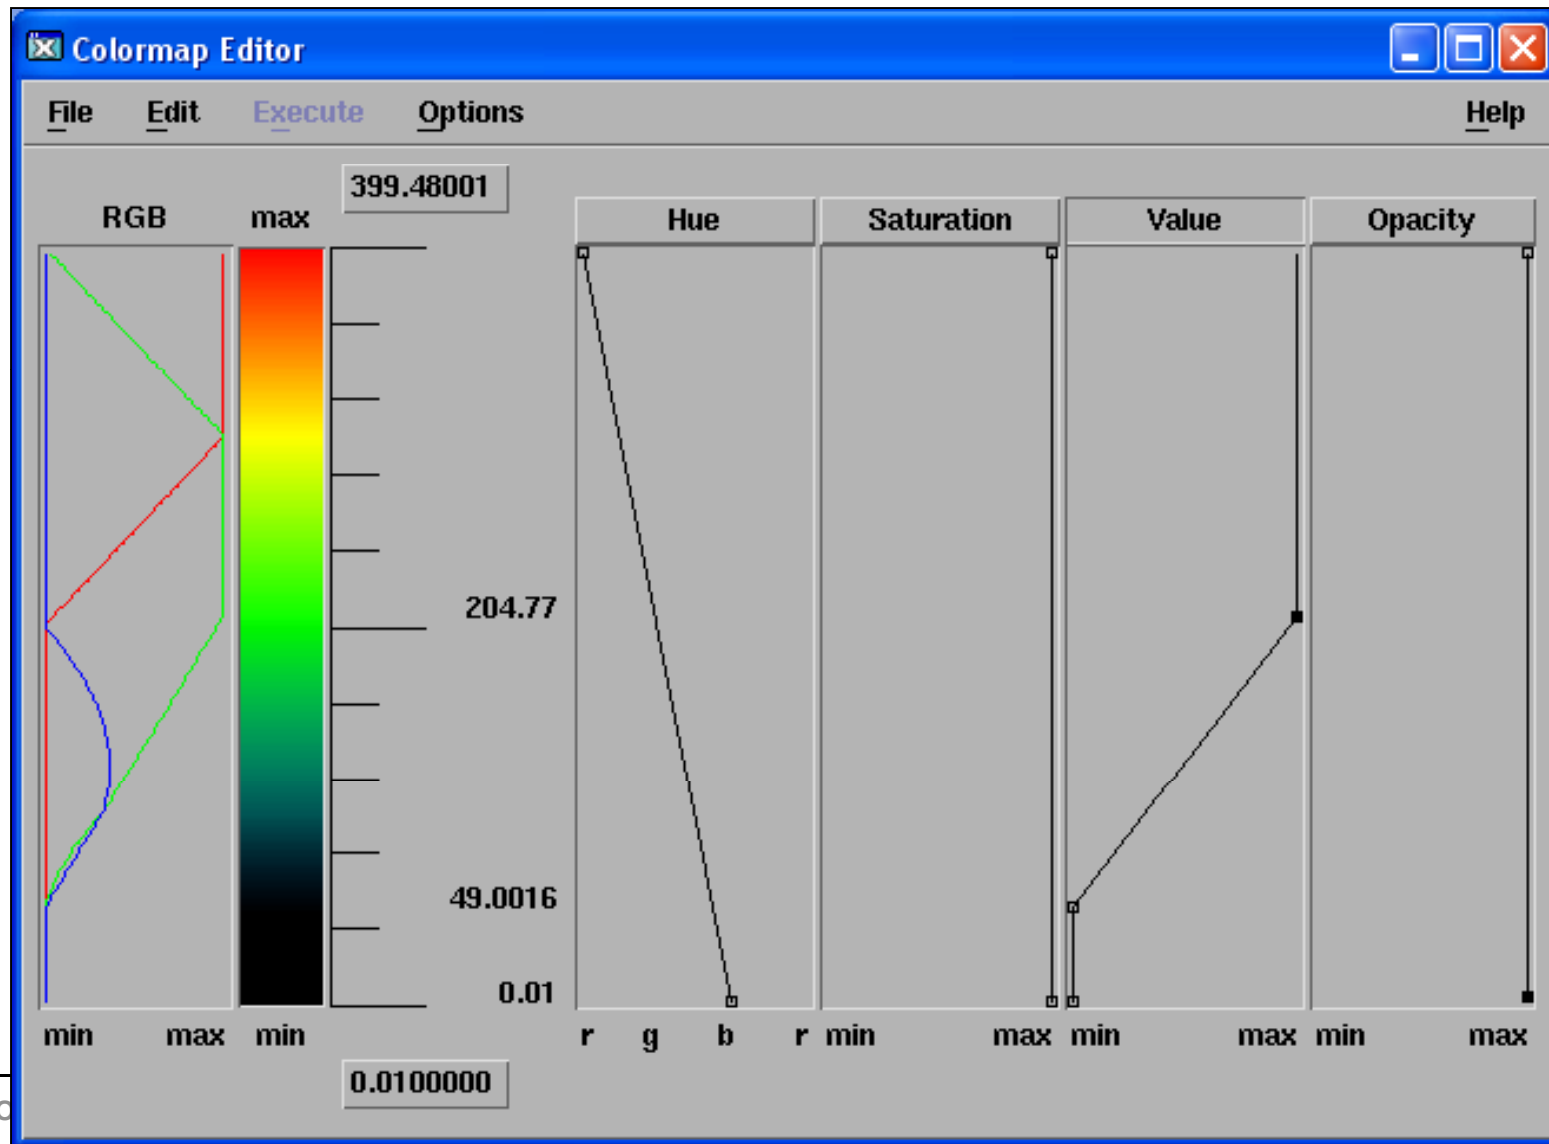 Colormap Editor
File Edit Execute Options Help
399.48001
RGB max
Hue Saturation Value Opacity
204.77
49.0016
0.01
min max min
r g b r min max min max min max
0.0100000